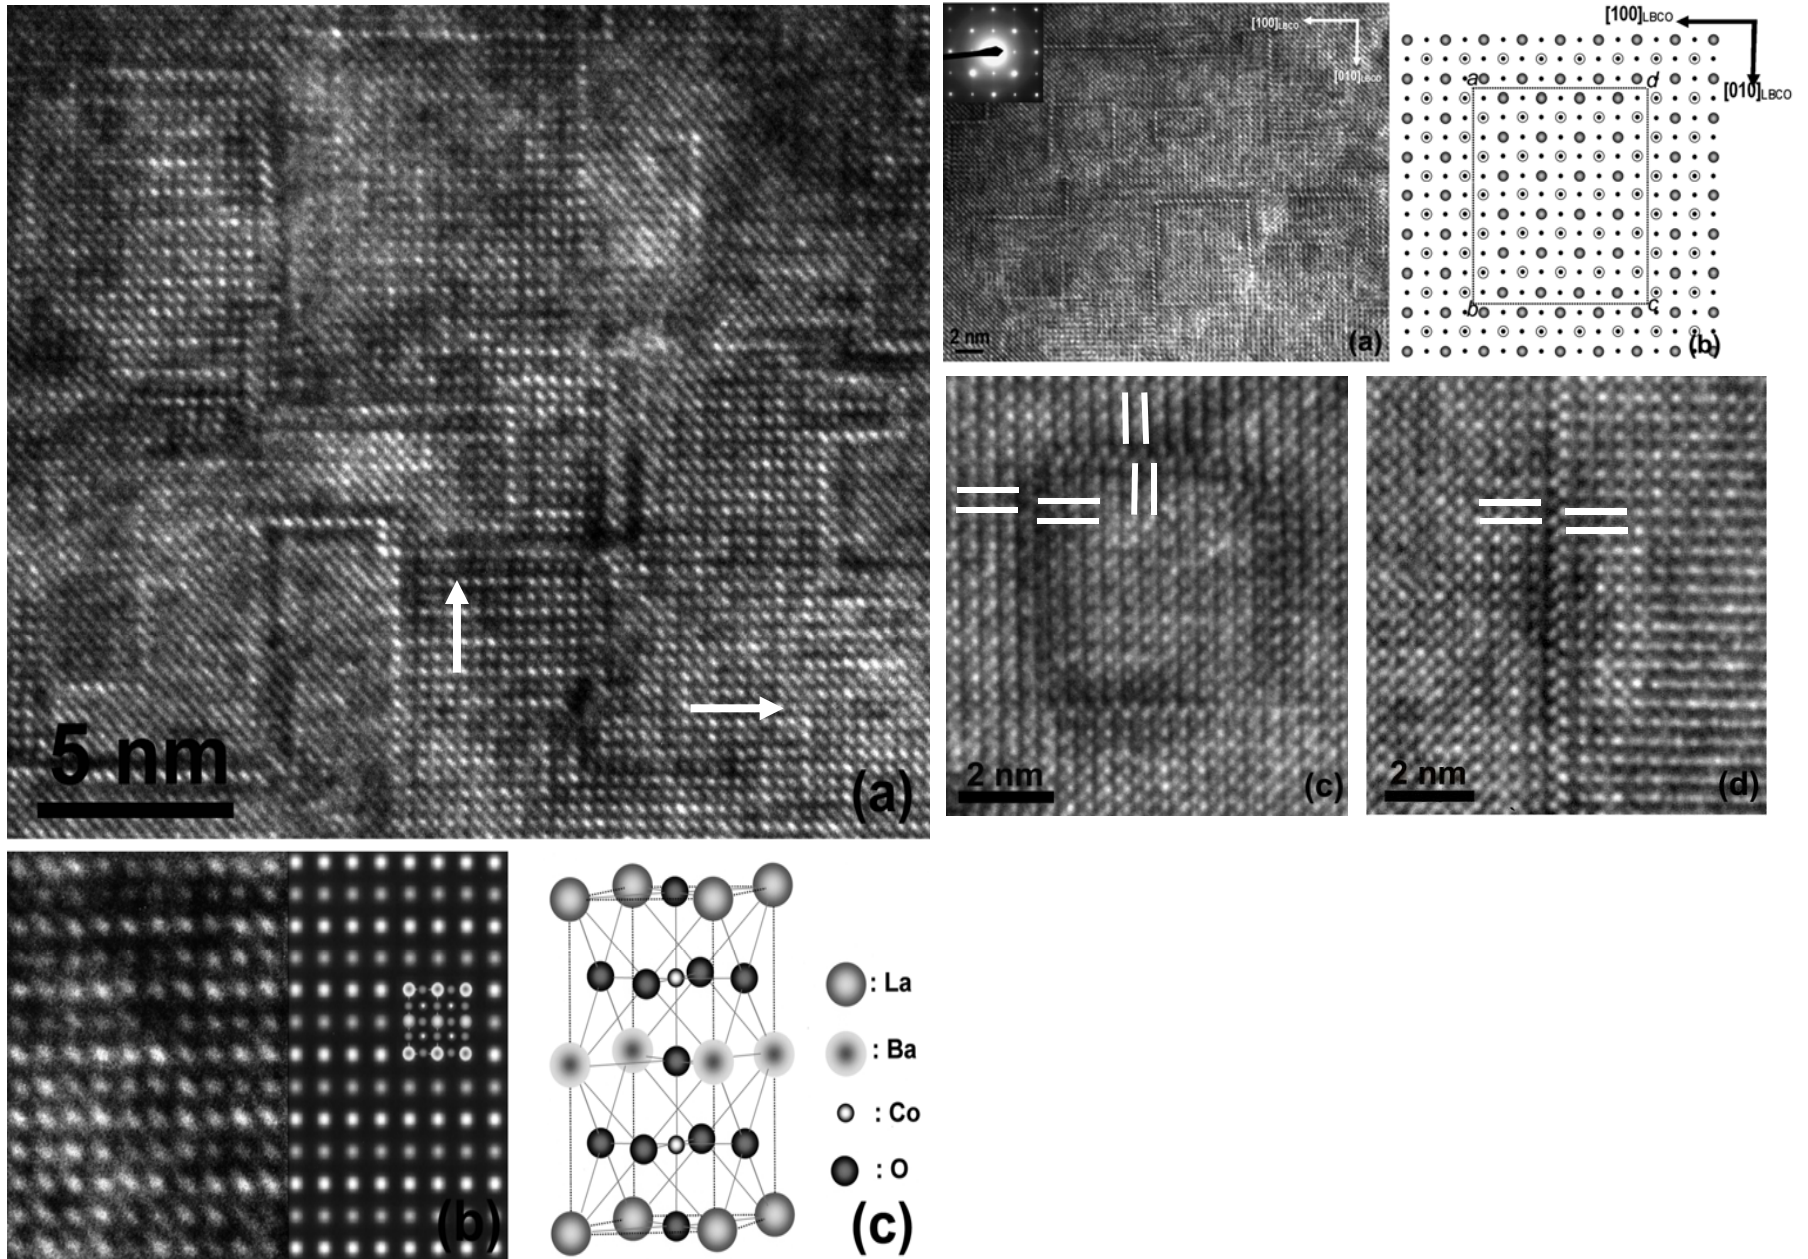 5 nm
(a)
[100]LBCO
[010]LBCO
2 nm
(a)
[100]LBCO
[010]LBCO
a
d
b
c
(b)
2 nm
(c)
2 nm
(d)
(b)
: La
: Ba
: Co
: O
(c)